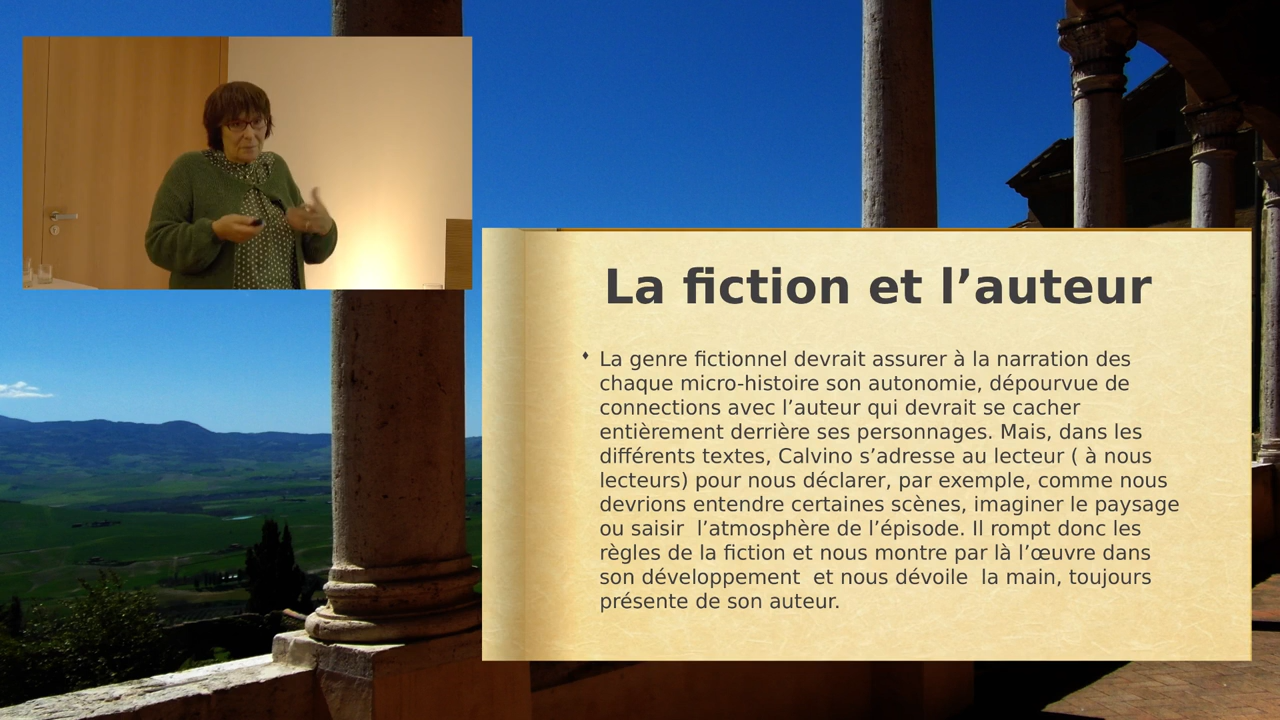 La fiction et l’auteur
La genre fictionnel devrait assurer à la narration des
chaque micro-histoire son autonomie, dépourvue de
connections avec l’auteur qui devrait se cacher
entièrement derrière ses personnages. Mais, dans les
différents textes, Calvino s’adresse au lecteur ( à nous
lecteurs) pour nous déclarer, par exemple, comme nous
devrions entendre certaines scènes, imaginer le paysage
ou saisir  l’atmosphère de l’épisode. Il rompt donc les
règles de la fiction et nous montre par là l’œuvre dans
son développement  et nous dévoile  la main, toujours
présente de son auteur.